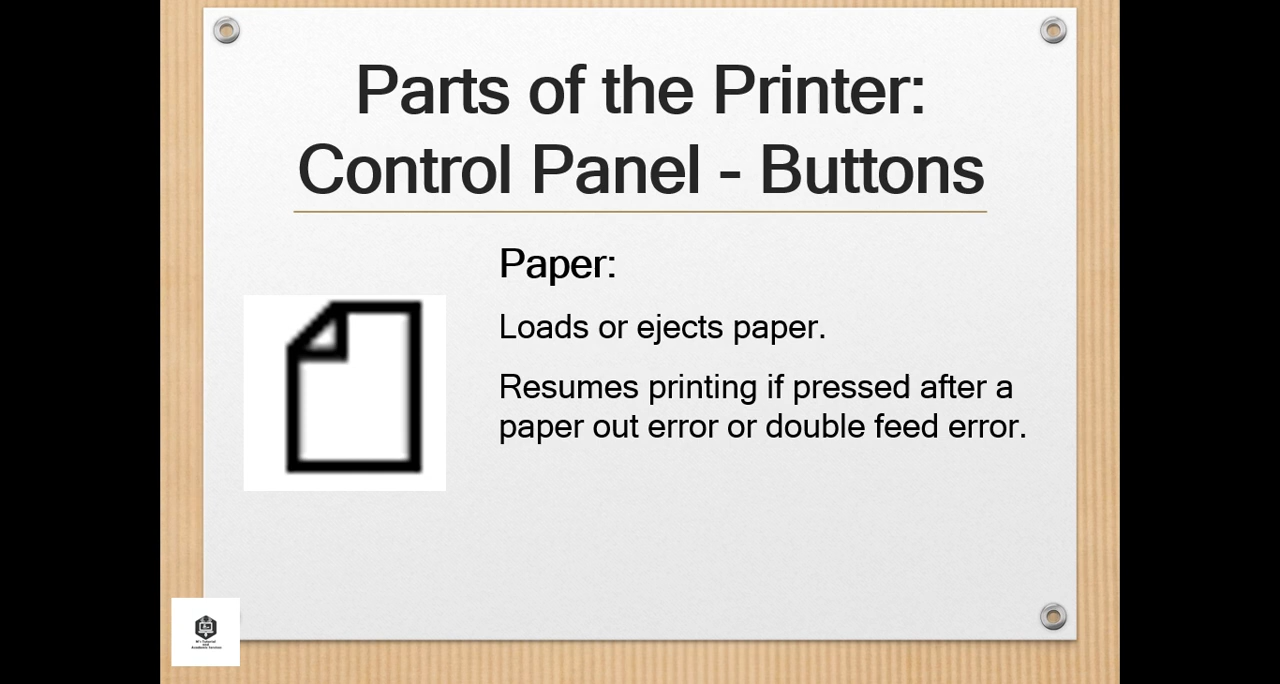 Parts of the Printer:
Control Panel - Buttons
Paper:
Loads or ejects paper.
Resumes printing if pressed after a
paper out error or double feed error.